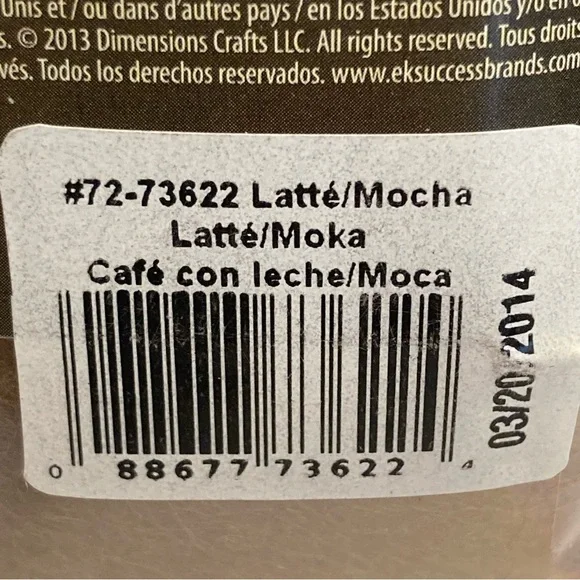 Unis et / ou dans d'autres pays / en los Estados Unidos y/o en
s. © 2013 Dimensions Crafts LLC. All rights reserved. Tous droits
vés. Todos los derechos reservados. www.eksuccessbrands.com
#72-73622 Latté/Mocha
Latté/Moka
Café con leche/Moca
03/20/2014
0 88677 73622 4